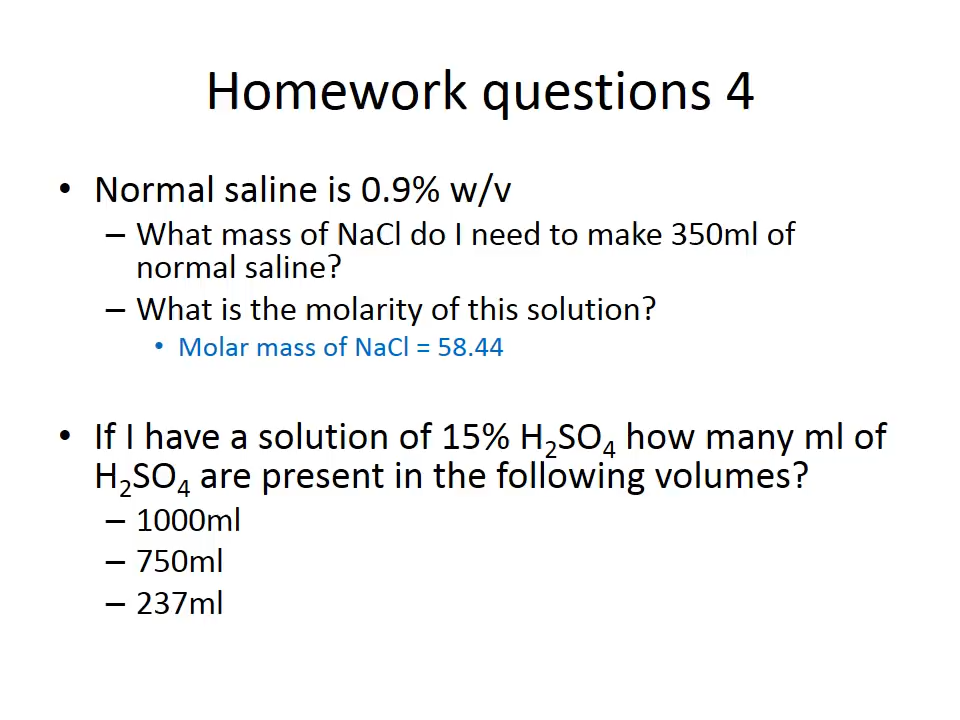 Homework questions 4
• Normal saline is 0.9% w/v
– What mass of NaCl do I need to make 350ml of
normal saline?
– What is the molarity of this solution?
• Molar mass of NaCl = 58.44
• If I have a solution of 15% H₂SO₄ how many ml of
H₂SO₄ are present in the following volumes?
– 1000ml
– 750ml
– 237ml